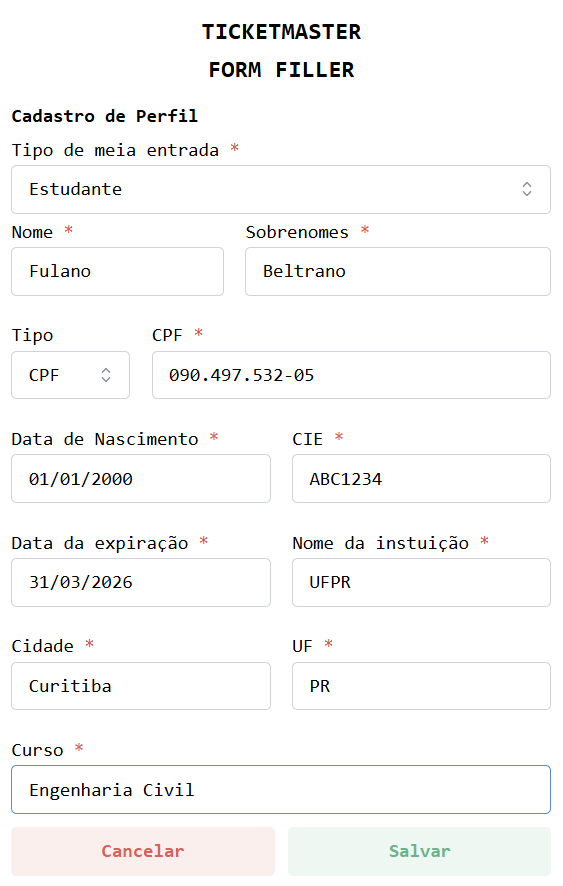 TICKETMASTER
FORM FILLER
Cadastro de Perfil
Tipo de meia entrada *
Estudante
Nome * Sobrenomes *
Fulano Beltrano
Tipo CPF *
CPF 090.497.532-05
Data de Nascimento * CIE *
01/01/2000 ABC1234
Data da expiração * Nome da instuição *
31/03/2026 UFPR
Cidade * UF *
Curitiba PR
Curso *
Engenharia Civil
Cancelar Salvar